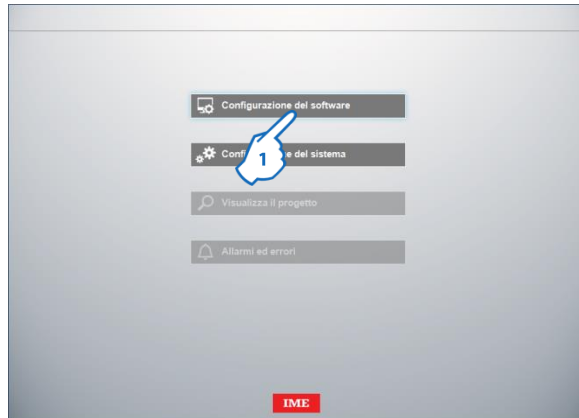 Configurazione del software
Confi e del sistema
1
Visualizza il progetto
Allarmi ed errori
IME